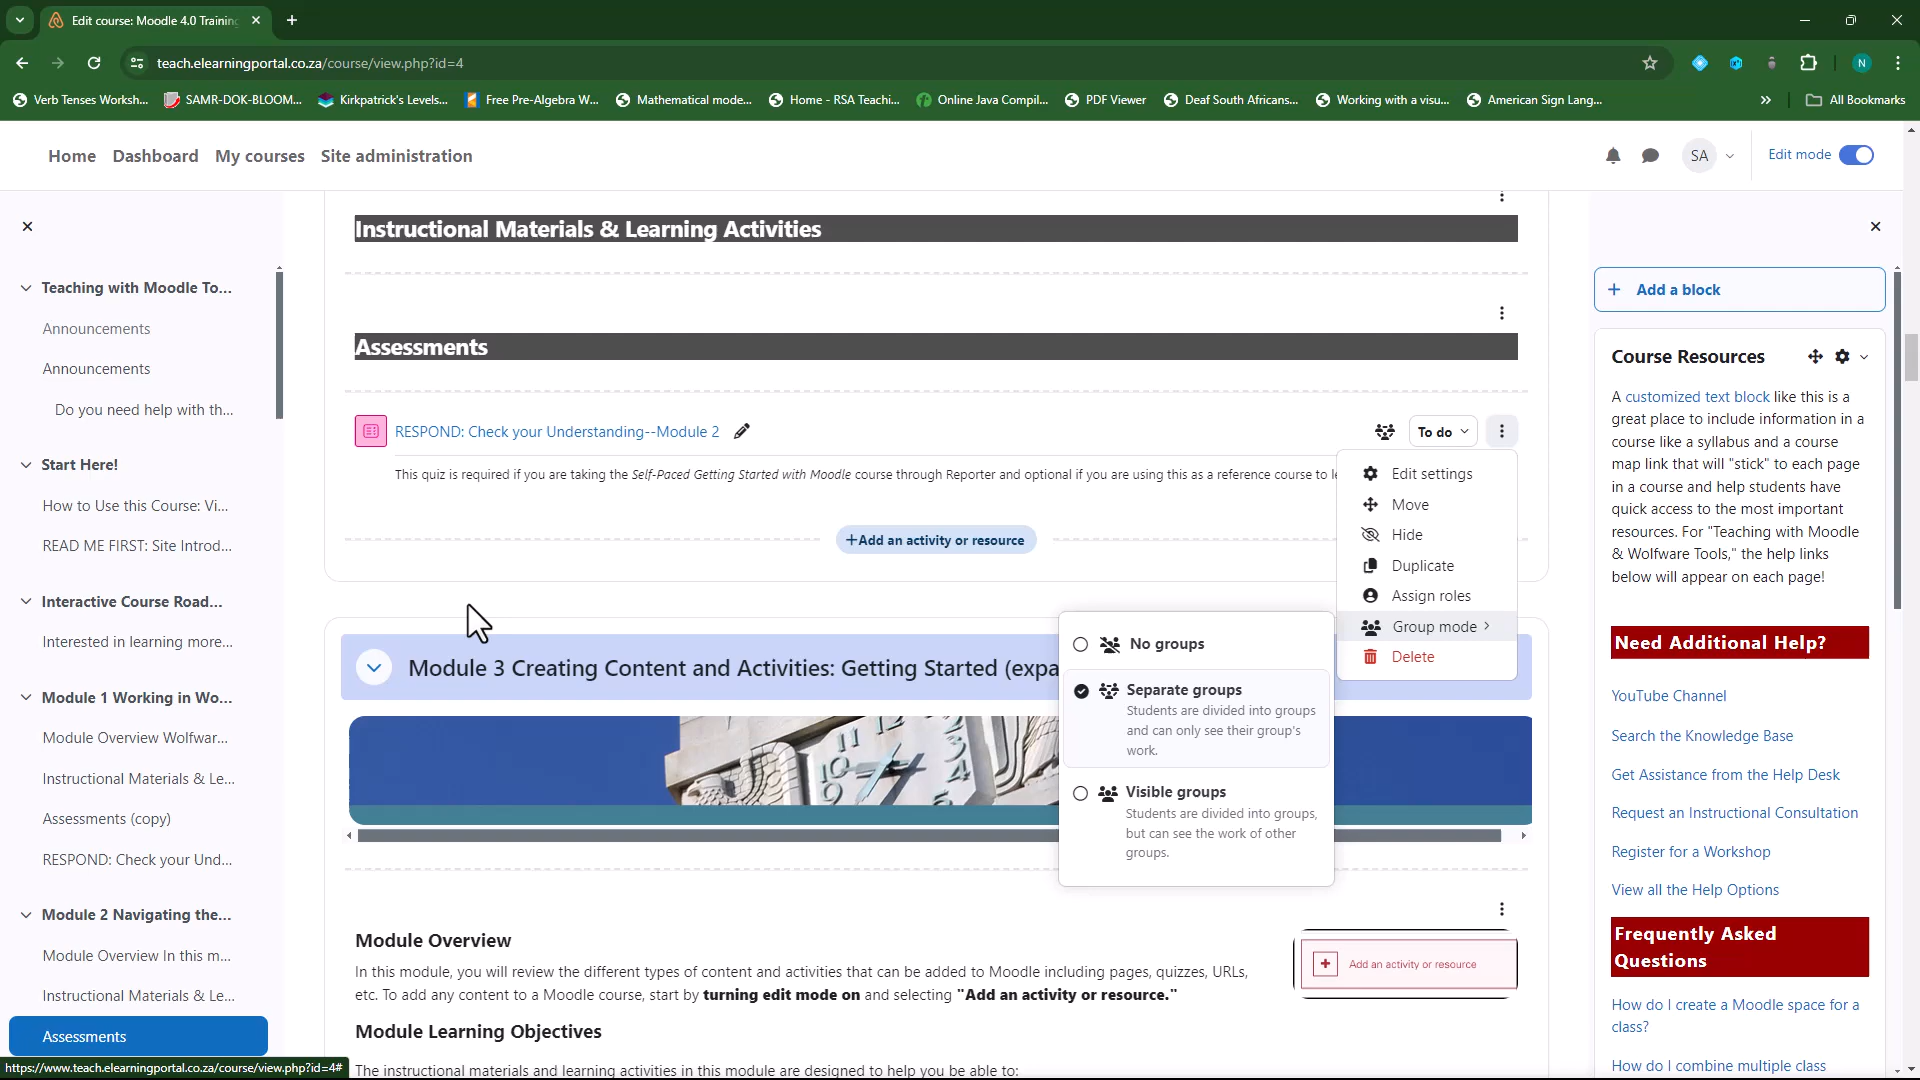 Edit course: Moodle 4.0 Training
teach.elearningportal.co.za/course/view.php?id=4
N
Verb Tenses Worksh...
SAMR-DOK-BLOOM...
Kirkpatrick's Levels...
Free Pre-Algebra W...
Mathematical mode...
Home - RSA Teachi...
Online Java Compil...
PDF Viewer
Deaf South Africans...
Working with a visu...
American Sign Lang...
All Bookmarks
Home
Dashboard
My courses
Site administration
SA
Edit mode
Teaching with Moodle To...
Announcements
Announcements
Do you need help with th...
Start Here!
How to Use this Course: Vi...
READ ME FIRST: Site Introd...
Interactive Course Road...
Interested in learning more...
Module 1 Working in Wo...
Module Overview Wolfwar...
Instructional Materials & Le...
Assessments (copy)
RESPOND: Check your Und...
Module 2 Navigating the...
Module Overview In this m...
Instructional Materials & Le...
Assessments
https://www.teach.elearningportal.co.za/course/view.php?id=4#
Instructional Materials & Learning Activities
Assessments
RESPOND: Check your Understanding--Module 2
To do
This quiz is required if you are taking the Self-Paced Getting Started with Moodle course through Reporter and optional if you are using this as a reference course to le
+Add an activity or resource
Edit settings
Move
Hide
Duplicate
Assign roles
Group mode
Delete
No groups
Separate groups
Students are divided into groups
and can only see their group's
work.
Visible groups
Students are divided into groups,
but can see the work of other
groups.
Module 3 Creating Content and Activities: Getting Started (expa
Module Overview
In this module, you will review the different types of content and activities that can be added to Moodle including pages, quizzes, URLs,
etc. To add any content to a Moodle course, start by turning edit mode on and selecting "Add an activity or resource."
Add an activity or resource
Module Learning Objectives
The instructional materials and learning activities in this module are designed to help you be able to:
Add a block
Course Resources
A customized text block like this is a
great place to include information in a
course like a syllabus and a course
map link that will "stick" to each page
in a course and help students have
quick access to the most important
resources. For "Teaching with Moodle
& Wolfware Tools," the help links
below will appear on each page!
Need Additional Help?
YouTube Channel
Search the Knowledge Base
Get Assistance from the Help Desk
Request an Instructional Consultation
Register for a Workshop
View all the Help Options
Frequently Asked
Questions
How do I create a Moodle space for a
class?
How do I combine multiple class